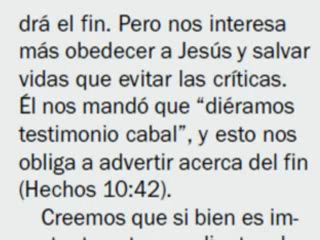 drá el fin. Pero nos interesa
más obedecer a Jesús y salvar
vidas que evitar las críticas.
Él nos mandó que “diéramos
testimonio cabal”, y esto nos
obliga a advertir acerca del fin
(Hechos 10:42).
Creemos que si bien es im-